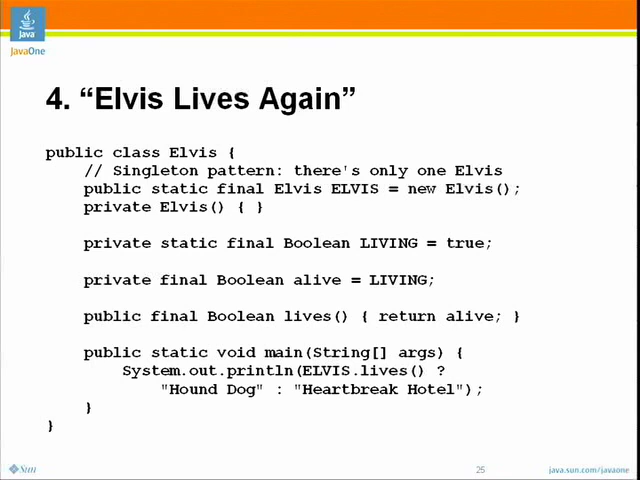 Java
JavaOne
4. “Elvis Lives Again”
public class Elvis {
// Singleton pattern: there's only one Elvis
public static final Elvis ELVIS = new Elvis();
private Elvis() { }
private static final Boolean LIVING = true;
private final Boolean alive = LIVING;
public final Boolean lives() { return alive; }
public static void main(String[] args) {
System.out.println(ELVIS.lives() ?
"Hound Dog" : "Heartbreak Hotel");
}
}
Sun
25
java.sun.com/javaone